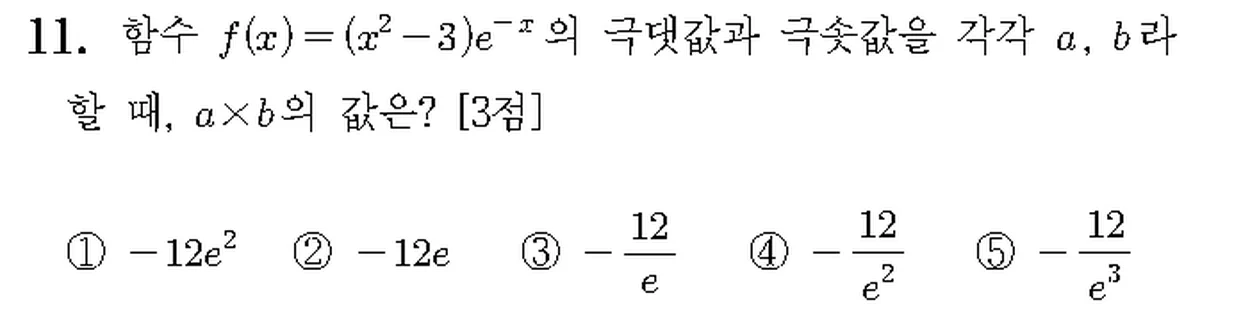 11. 함수 f(x)=(x²-3)e⁻ˣ의 극댓값과 극솟값을 각각 a, b라
할 때, a×b의 값은? [3점]
① -12e² ② -12e ③ -12/e ④ -12/e² ⑤ -12/e³